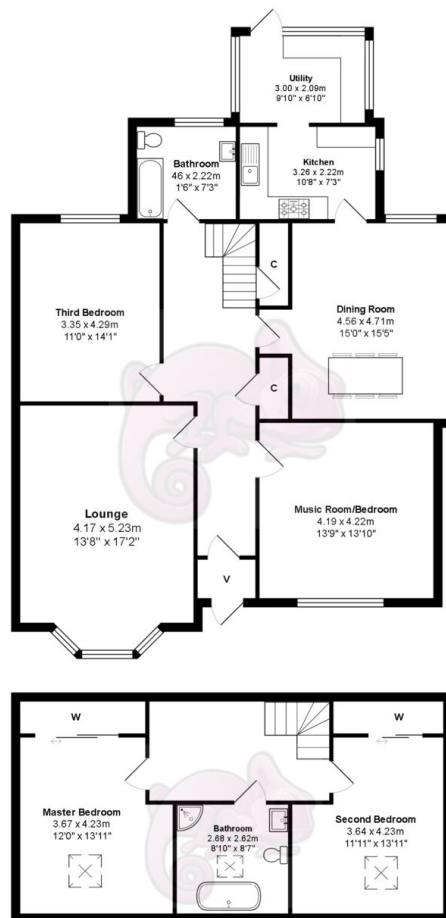 Utility
3.00 x 2.09m
9'10" x 6'10"
Bathroom
46 x 2.22m
1'6" x 7'3"
Kitchen
3.26 x 2.22m
10'8" x 7'3"
C
Third Bedroom
3.35 x 4.29m
11'0" x 14'1"
Dining Room
4.56 x 4.71m
15'0" x 15'5"
C
Lounge
4.17 x 5.23m
13'8" x 17'2"
Music Room/Bedroom
4.19 x 4.22m
13'9" x 13'10"
V
W
W
Master Bedroom
3.67 x 4.23m
12'0" x 13'11"
Bathroom
2.68 x 2.62m
8'10" x 8'7"
Second Bedroom
3.64 x 4.23m
11'11" x 13'11"